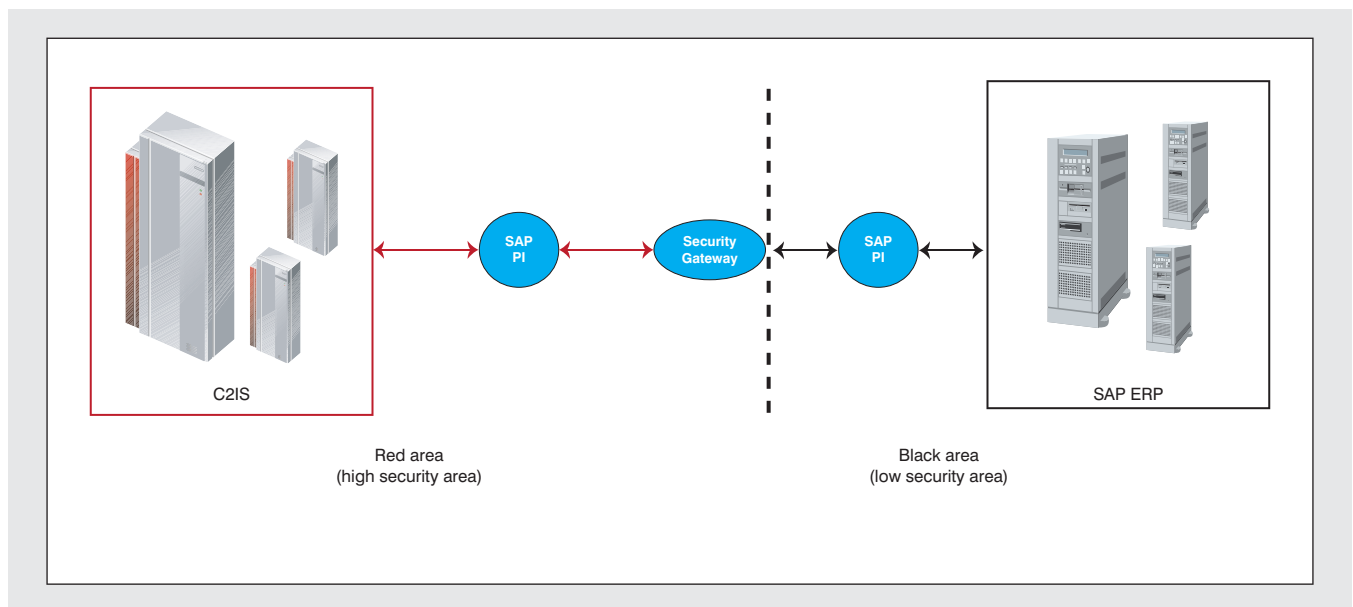 SAP
PI
Security
Gateway
SAP
PI
C2IS
SAP ERP
Red area
(high security area)
Black area
(low security area)